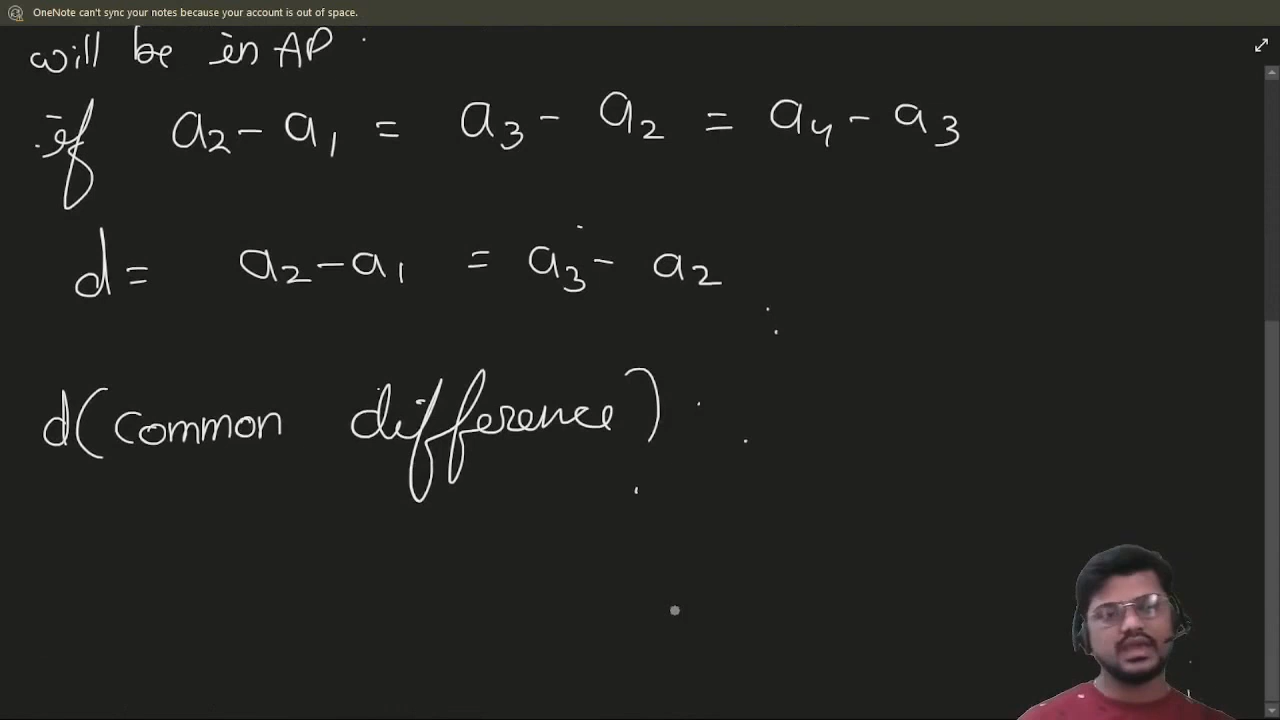 OneNote can't sync your notes because your account is out of space.
will be in AP.
if a₂ - a₁ = a₃ - a₂ = a₄ - a₃
d = a₂ - a₁ = a₃ - a₂
d(common difference)